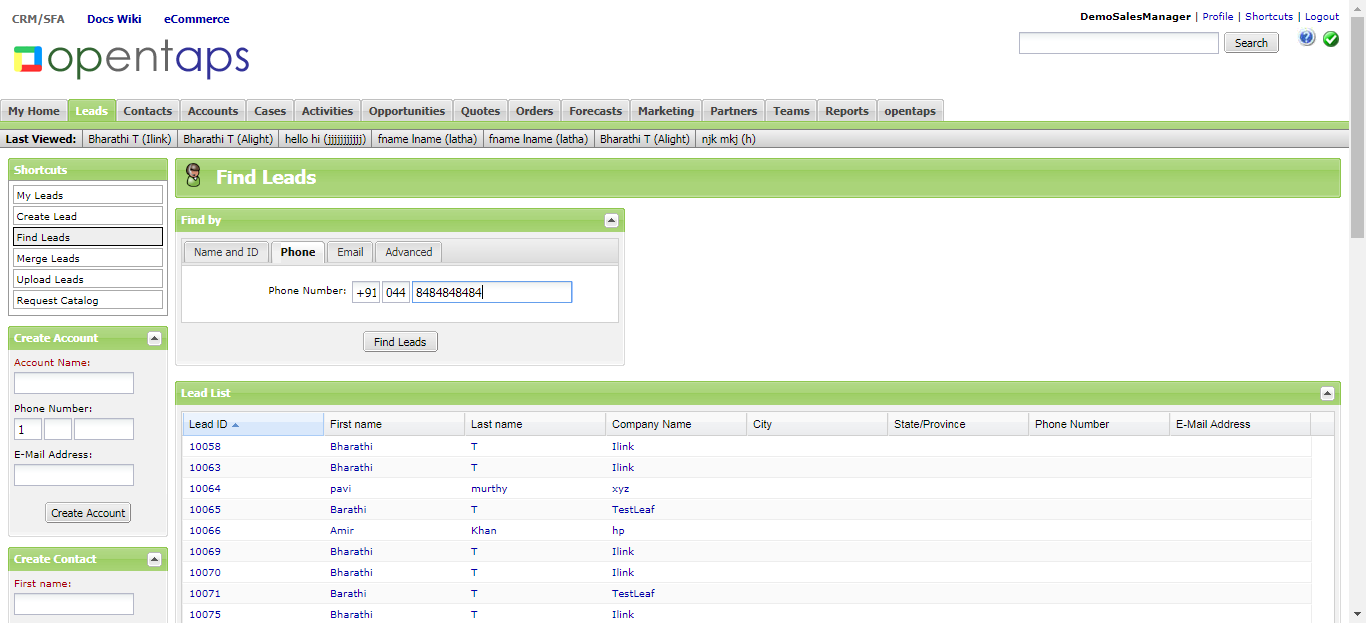 CRM/SFA Docs Wiki eCommerce
DemoSalesManager | Profile | Shortcuts | Logout
opentaps
Search
My Home Leads Contacts Accounts Cases Activities Opportunities Quotes Orders Forecasts Marketing Partners Teams Reports opentaps
Last Viewed: Bharathi T (Ilink) Bharathi T (Alight) hello hi (jjjjjjjjjjjj) fname lname (latha) fname lname (latha) Bharathi T (Alight) njk mkj (h)
Shortcuts
My Leads
Create Lead
Find Leads
Merge Leads
Upload Leads
Request Catalog
Create Account
Account Name:
Phone Number:
1
E-Mail Address:
Create Account
Create Contact
First name:
Find Leads
Find by
Name and ID Phone Email Advanced
Phone Number: +91 044 8484848484
Find Leads
Lead List
Lead ID First name Last name Company Name City State/Province Phone Number E-Mail Address
10058 Bharathi T Ilink
10063 Bharathi T Ilink
10064 pavi murthy xyz
10065 Barathi T TestLeaf
10066 Amir Khan hp
10069 Bharathi T Ilink
10070 Bharathi T Ilink
10071 Barathi T TestLeaf
10075 Bharathi T Ilink